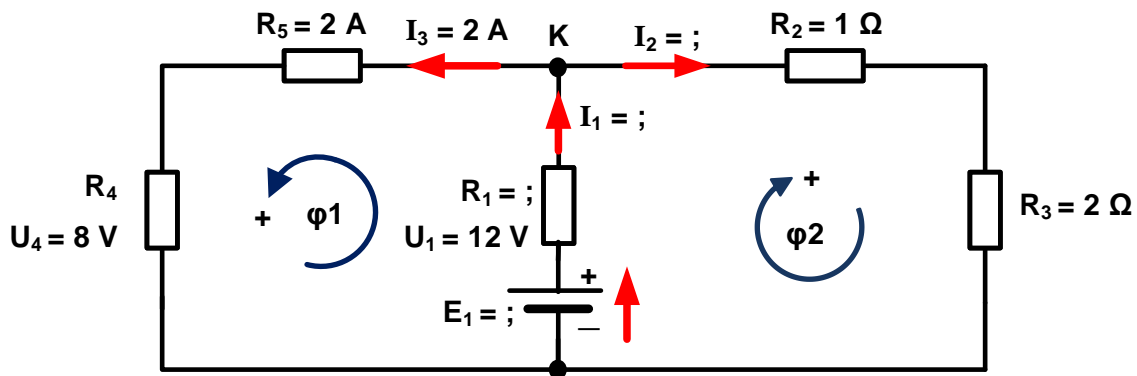 R₅ = 2 A
I₃ = 2 A
K
I₂ = ;
R₂ = 1 Ω
I₁ = ;
R₄
U₄ = 8 V
+
φ1
R₁ = ;
U₁ = 12 V
+
φ2
R₃ = 2 Ω
+
E₁ = ;
_